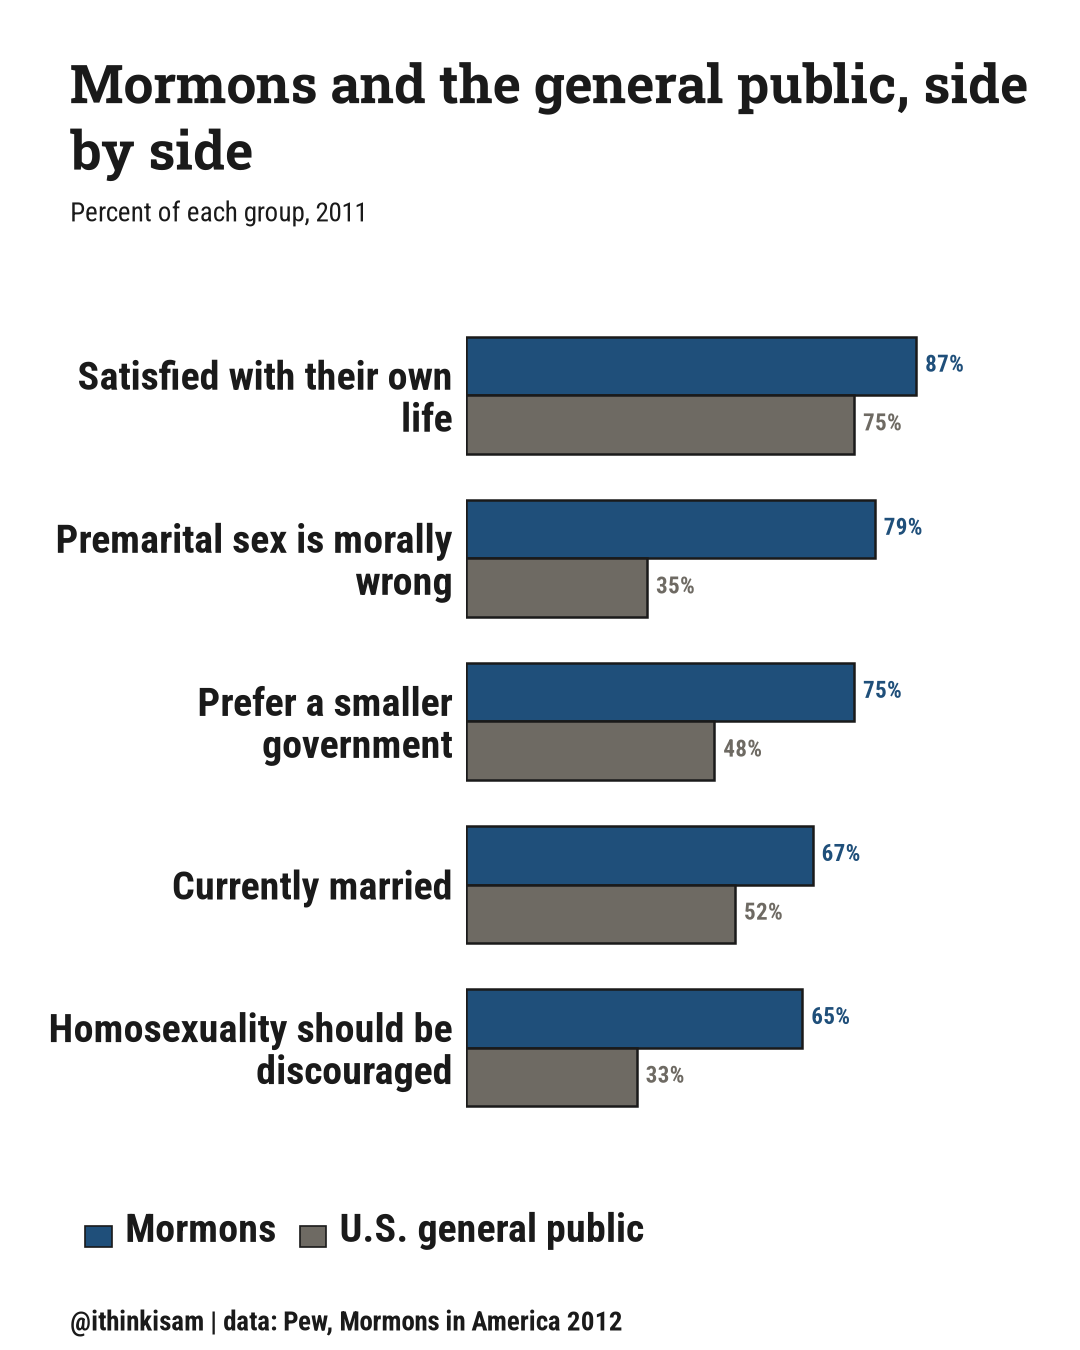 Mormons and the general public, side
by side
Percent of each group, 2011
Satisfied with their own
life
87%
75%
Premarital sex is morally
wrong
79%
35%
Prefer a smaller
government
75%
48%
Currently married
67%
52%
Homosexuality should be
discouraged
65%
33%
Mormons U.S. general public
@ithinkisam | data: Pew, Mormons in America 2012